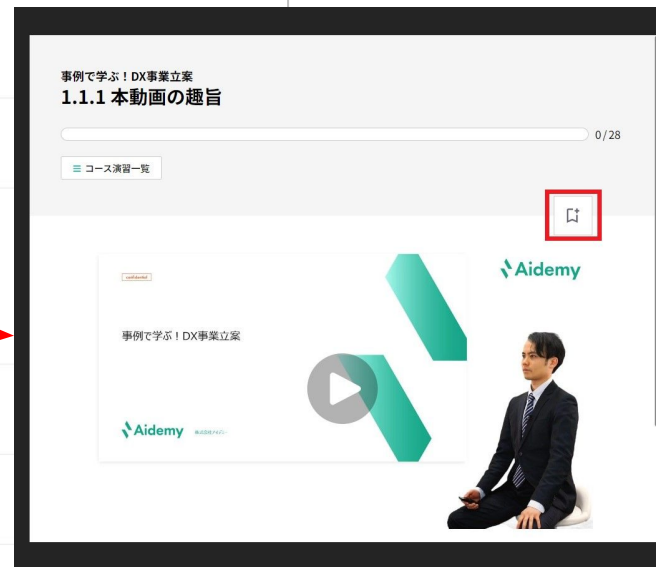 事例で学ぶ！DX事業立案
1.1.1 本動画の趣旨
0/28
コース演習一覧
Aidemy
confidential
事例で学ぶ！DX事業立案
Aidemy